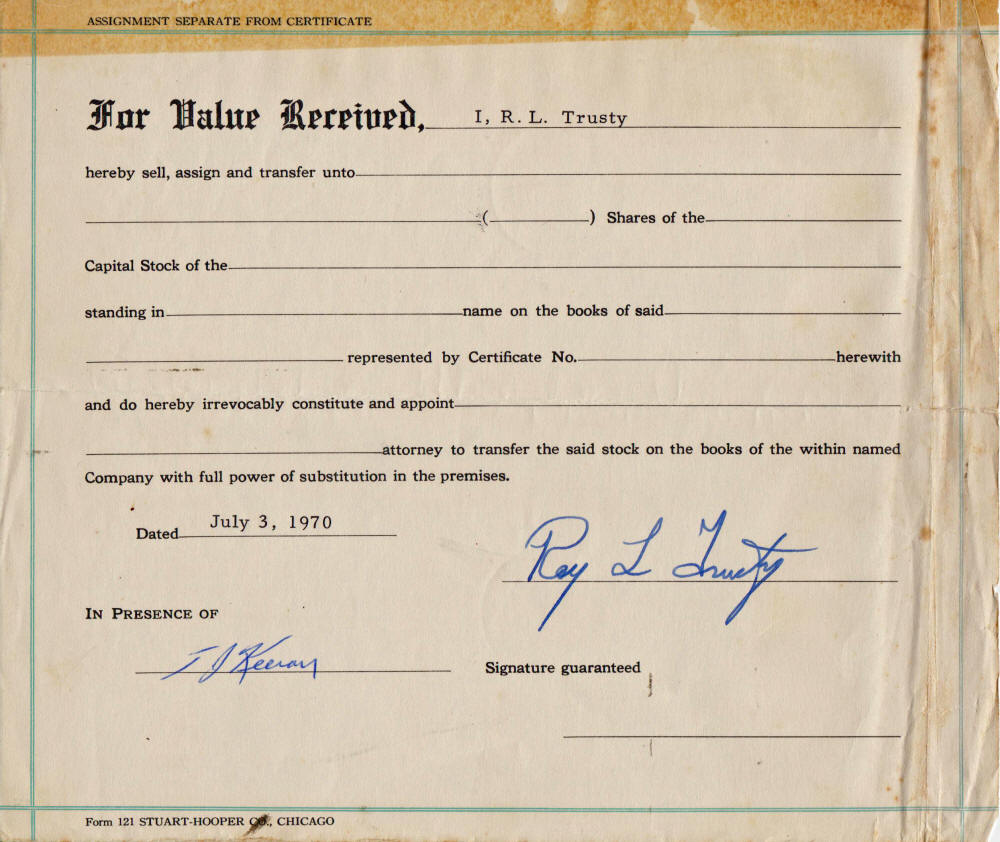 ASSIGNMENT SEPARATE FROM CERTIFICATE
For Value Received, I, R. L. Trusty
hereby sell, assign and transfer unto
( ) Shares of the
Capital Stock of the
standing in name on the books of said
represented by Certificate No. herewith
and do hereby irrevocably constitute and appoint
attorney to transfer the said stock on the books of the within named
Company with full power of substitution in the premises.
Dated July 3, 1970
Roy L Trusty
IN PRESENCE OF
Signature guaranteed
Form 121 STUART-HOOPER CO., CHICAGO